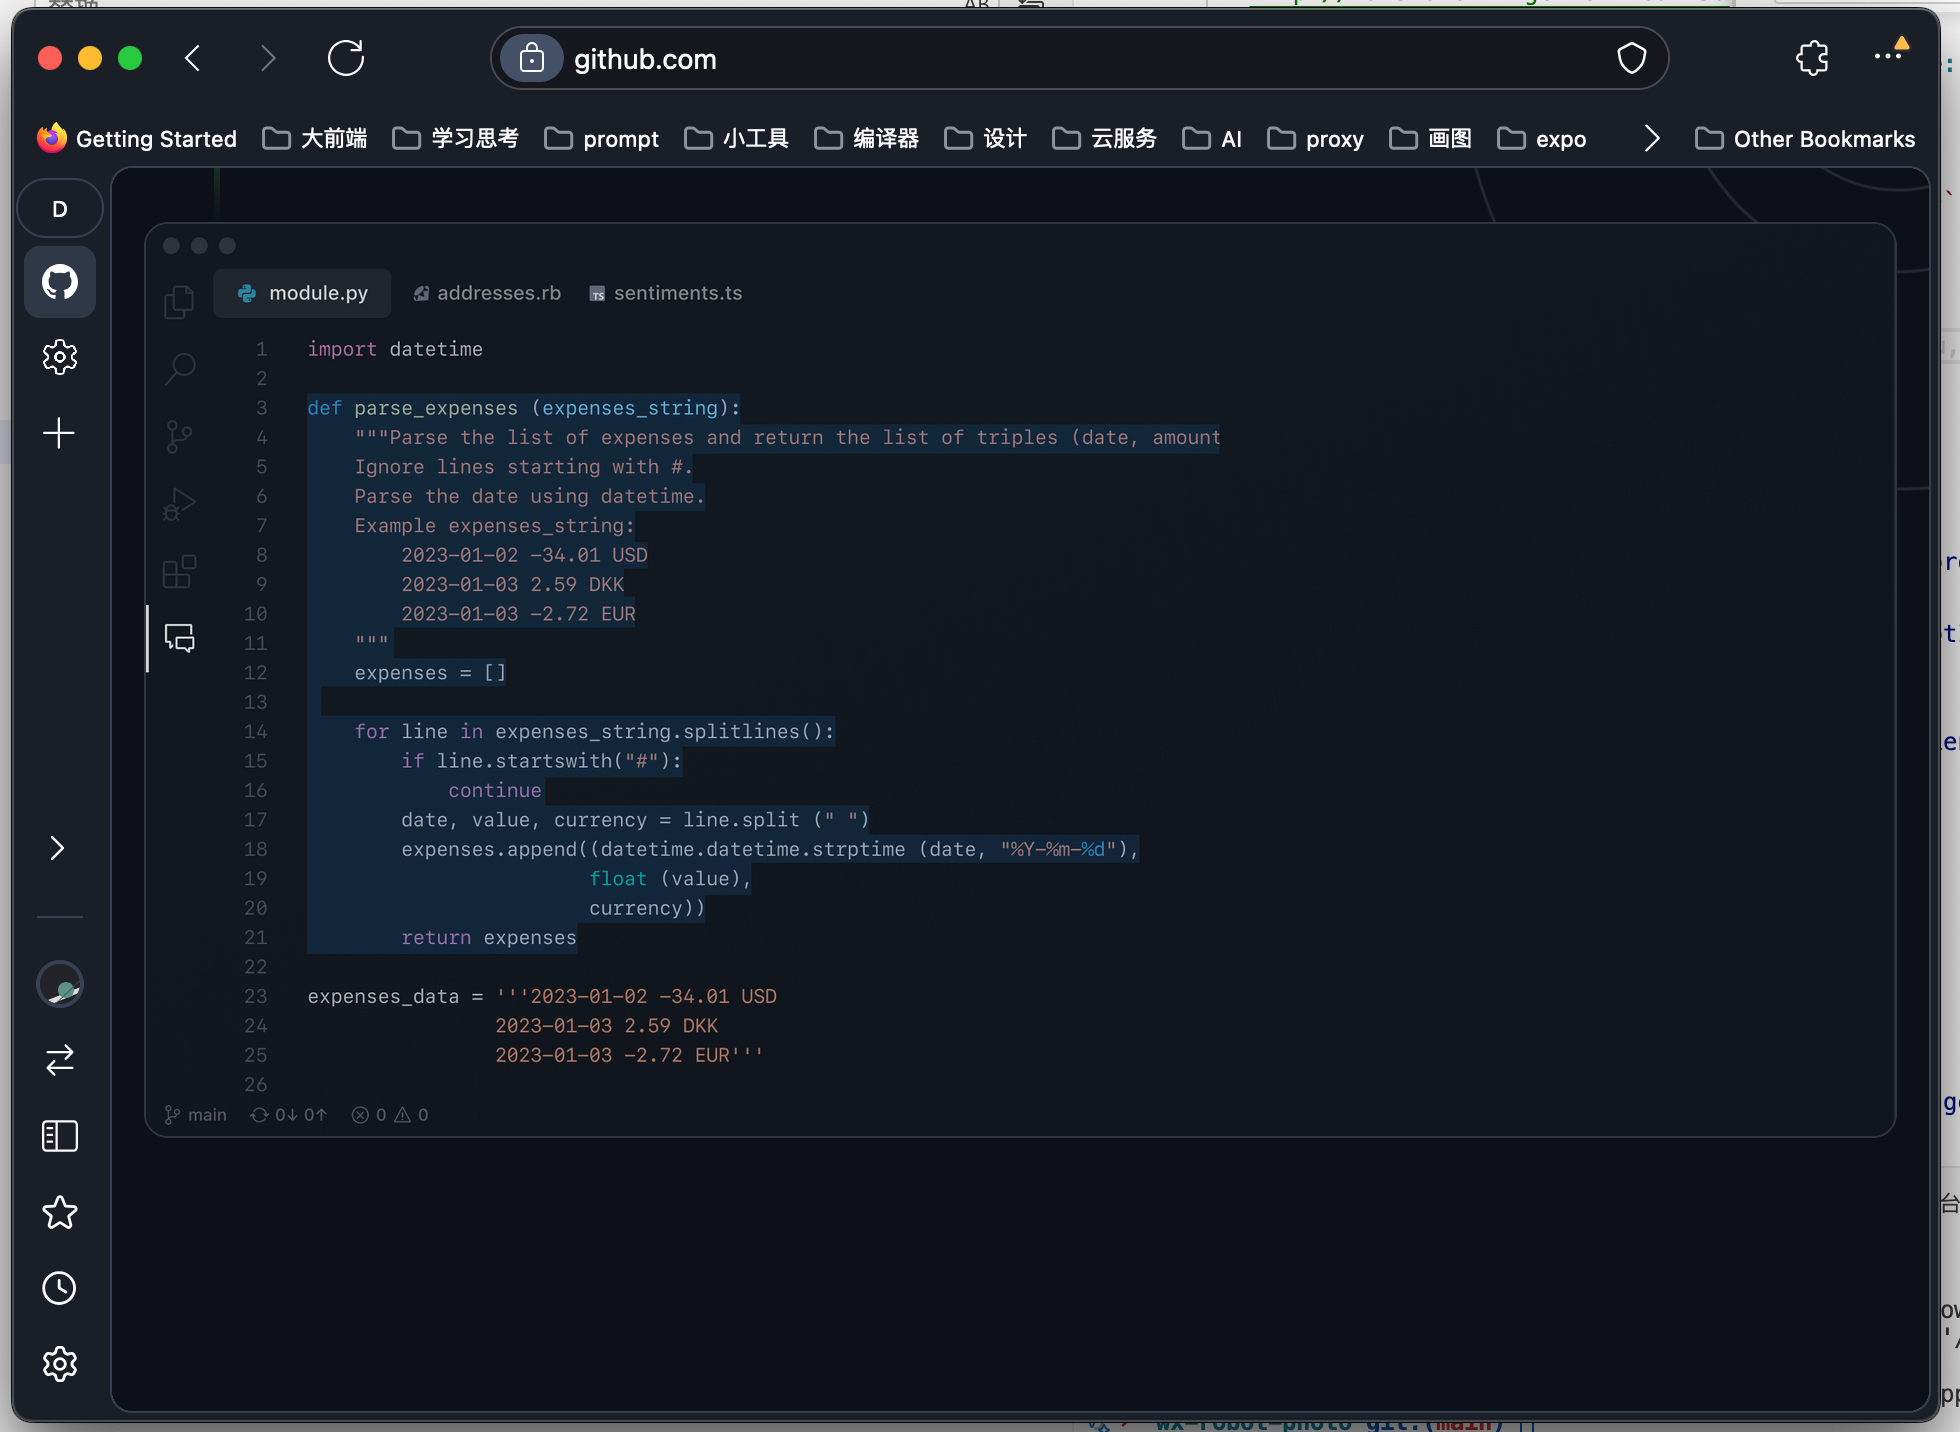 github.com
Getting Started 大前端 学习思考 prompt 小工具 编译器 设计 云服务 AI proxy 画图 expo Other Bookmarks
D
module.py addresses.rb TS sentiments.ts
1 import datetime
2
3 def parse_expenses (expenses_string):
4 """Parse the list of expenses and return the list of triples (date, amount
5 Ignore lines starting with #.
6 Parse the date using datetime.
7 Example expenses_string:
8 2023-01-02 -34.01 USD
9 2023-01-03 2.59 DKK
10 2023-01-03 -2.72 EUR
11 """
12 expenses = []
13
14 for line in expenses_string.splitlines():
15 if line.startswith("#"):
16 continue
17 date, value, currency = line.split (" ")
18 expenses.append((datetime.datetime.strptime (date, "%Y-%m-%d"),
19 float (value),
20 currency))
21 return expenses
22
23 expenses_data = '''2023-01-02 -34.01 USD
24 2023-01-03 2.59 DKK
25 2023-01-03 -2.72 EUR'''
26
main 0↓ 0↑ 0 0
wx-robot-photo git:(main)